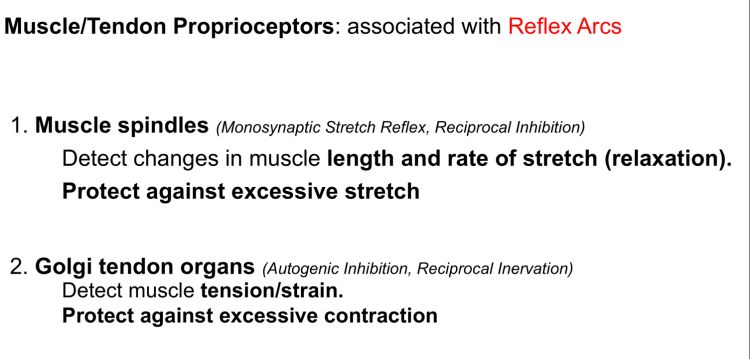 Muscle/Tendon Proprioceptors: associated with Reflex Arcs
1. Muscle spindles (Monosynaptic Stretch Reflex, Reciprocal Inhibition)
Detect changes in muscle length and rate of stretch (relaxation).
Protect against excessive stretch
2. Golgi tendon organs (Autogenic Inhibition, Reciprocal Inervation)
Detect muscle tension/strain.
Protect against excessive contraction